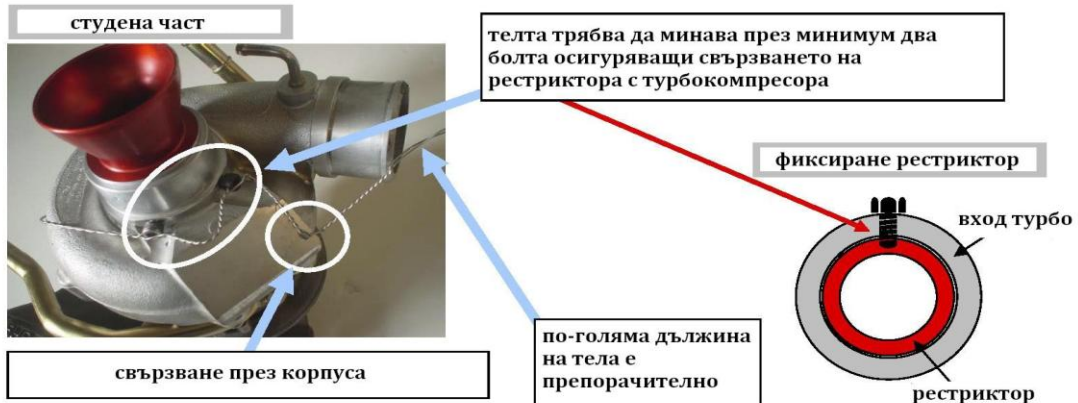 студена част
телта трябва да минава през минимум два
болта осигуряващи свързването на
рестриктора с турбокомпресора
фиксиране рестриктор
вход турбо
свързване през корпуса
по-голяма дължина
на тела е
препоръчително
рестриктор